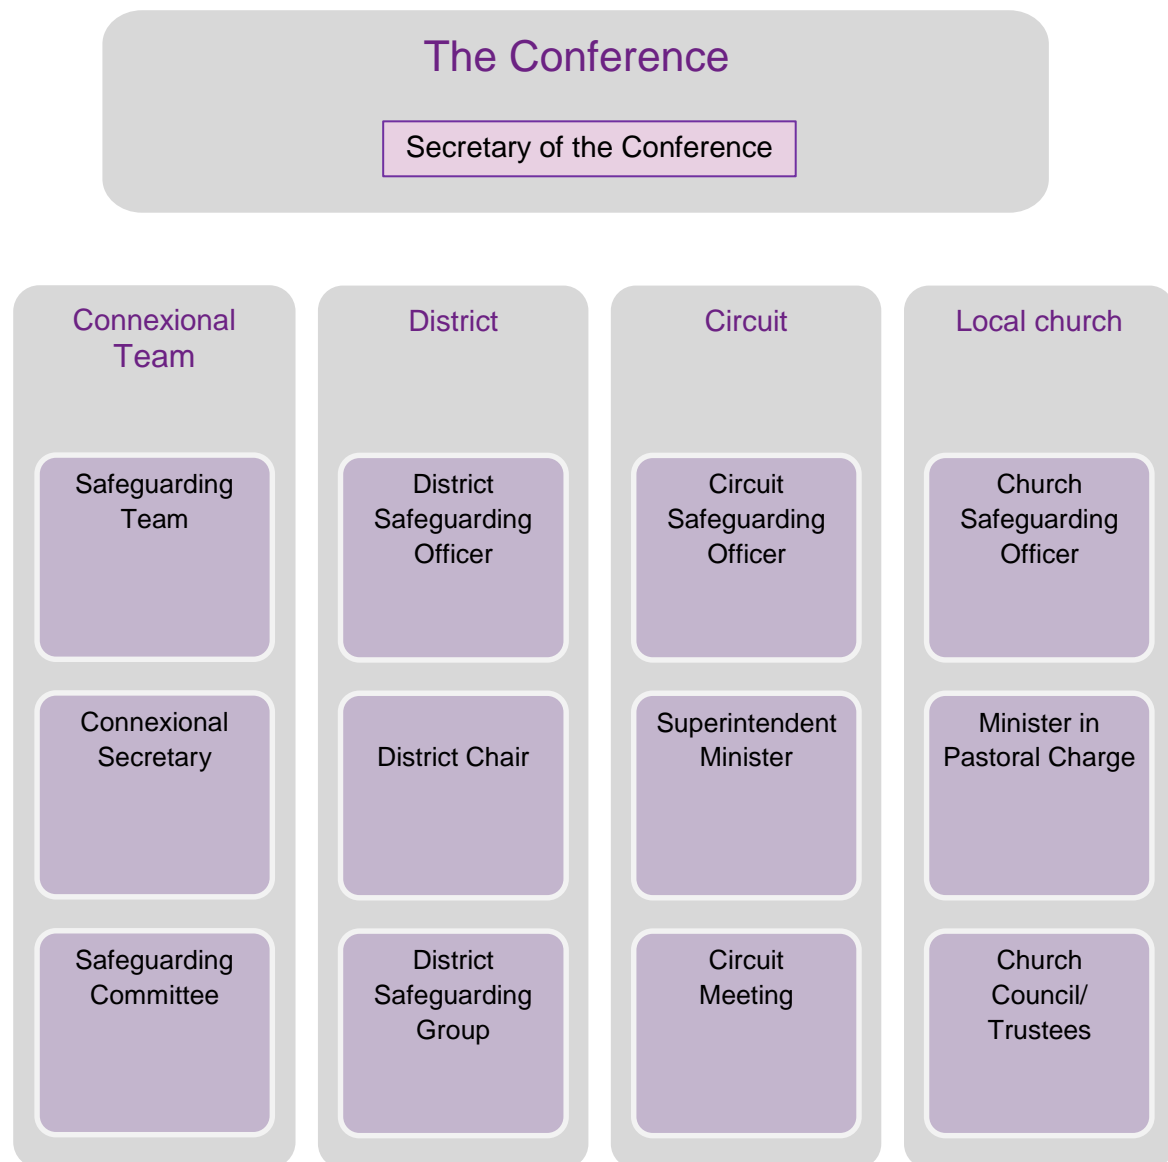 The Conference
Secretary of the Conference
Connexional
Team
District
Circuit
Local church
Safeguarding
Team
District
Safeguarding
Officer
Circuit
Safeguarding
Officer
Church
Safeguarding
Officer
Connexional
Secretary
District Chair
Superintendent
Minister
Minister in
Pastoral Charge
Safeguarding
Committee
District
Safeguarding
Group
Circuit
Meeting
Church
Council/
Trustees